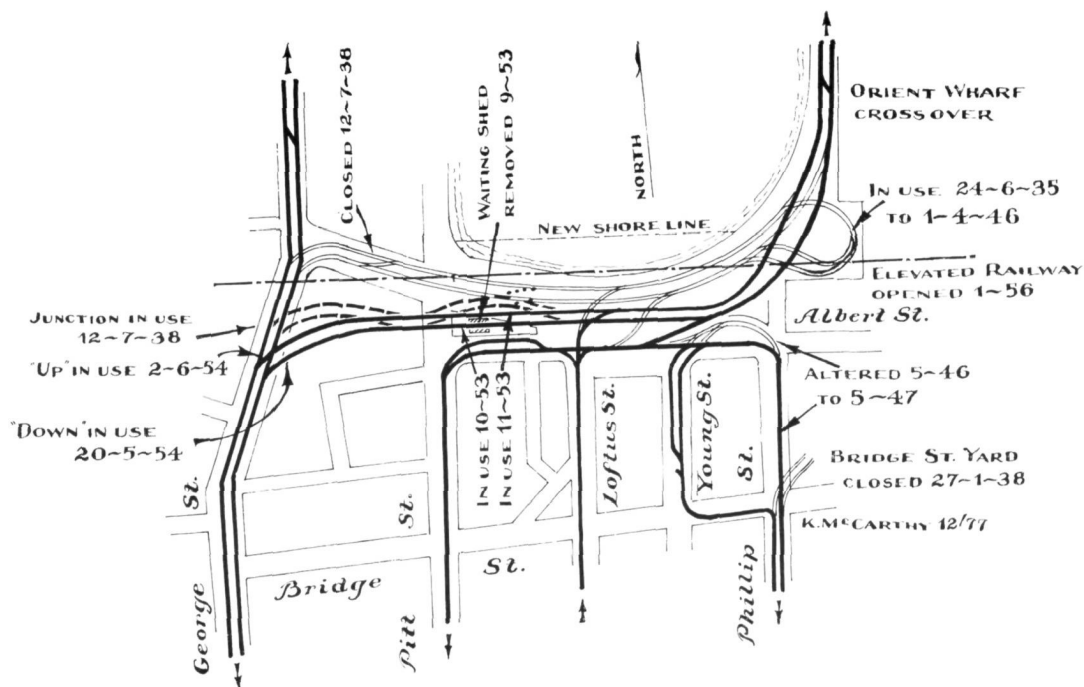 CLOSED 12-7-38
WAITING SHED
REMOVED 9~53
NORTH
ORIENT WHARF
CROSSOVER
IN USE 24~6~35
TO 1-4~46
NEW SHORE LINE
ELEVATED RAILWAY
OPENED 1~56
Albert St.
JUNCTION IN USE
12~7~38
"UP" IN USE 2~6~54
"DOWN" IN USE
20~5~54
IN USE 10~53
IN USE 11~53
ALTERED 5~46
TO 5~47
Loftus St.
Young St.
St.
BRIDGE ST. YARD
CLOSED 27-1-38
K. McCARTHY 12/77
George
St.
Bridge
St.
Pitt
St.
Phillip